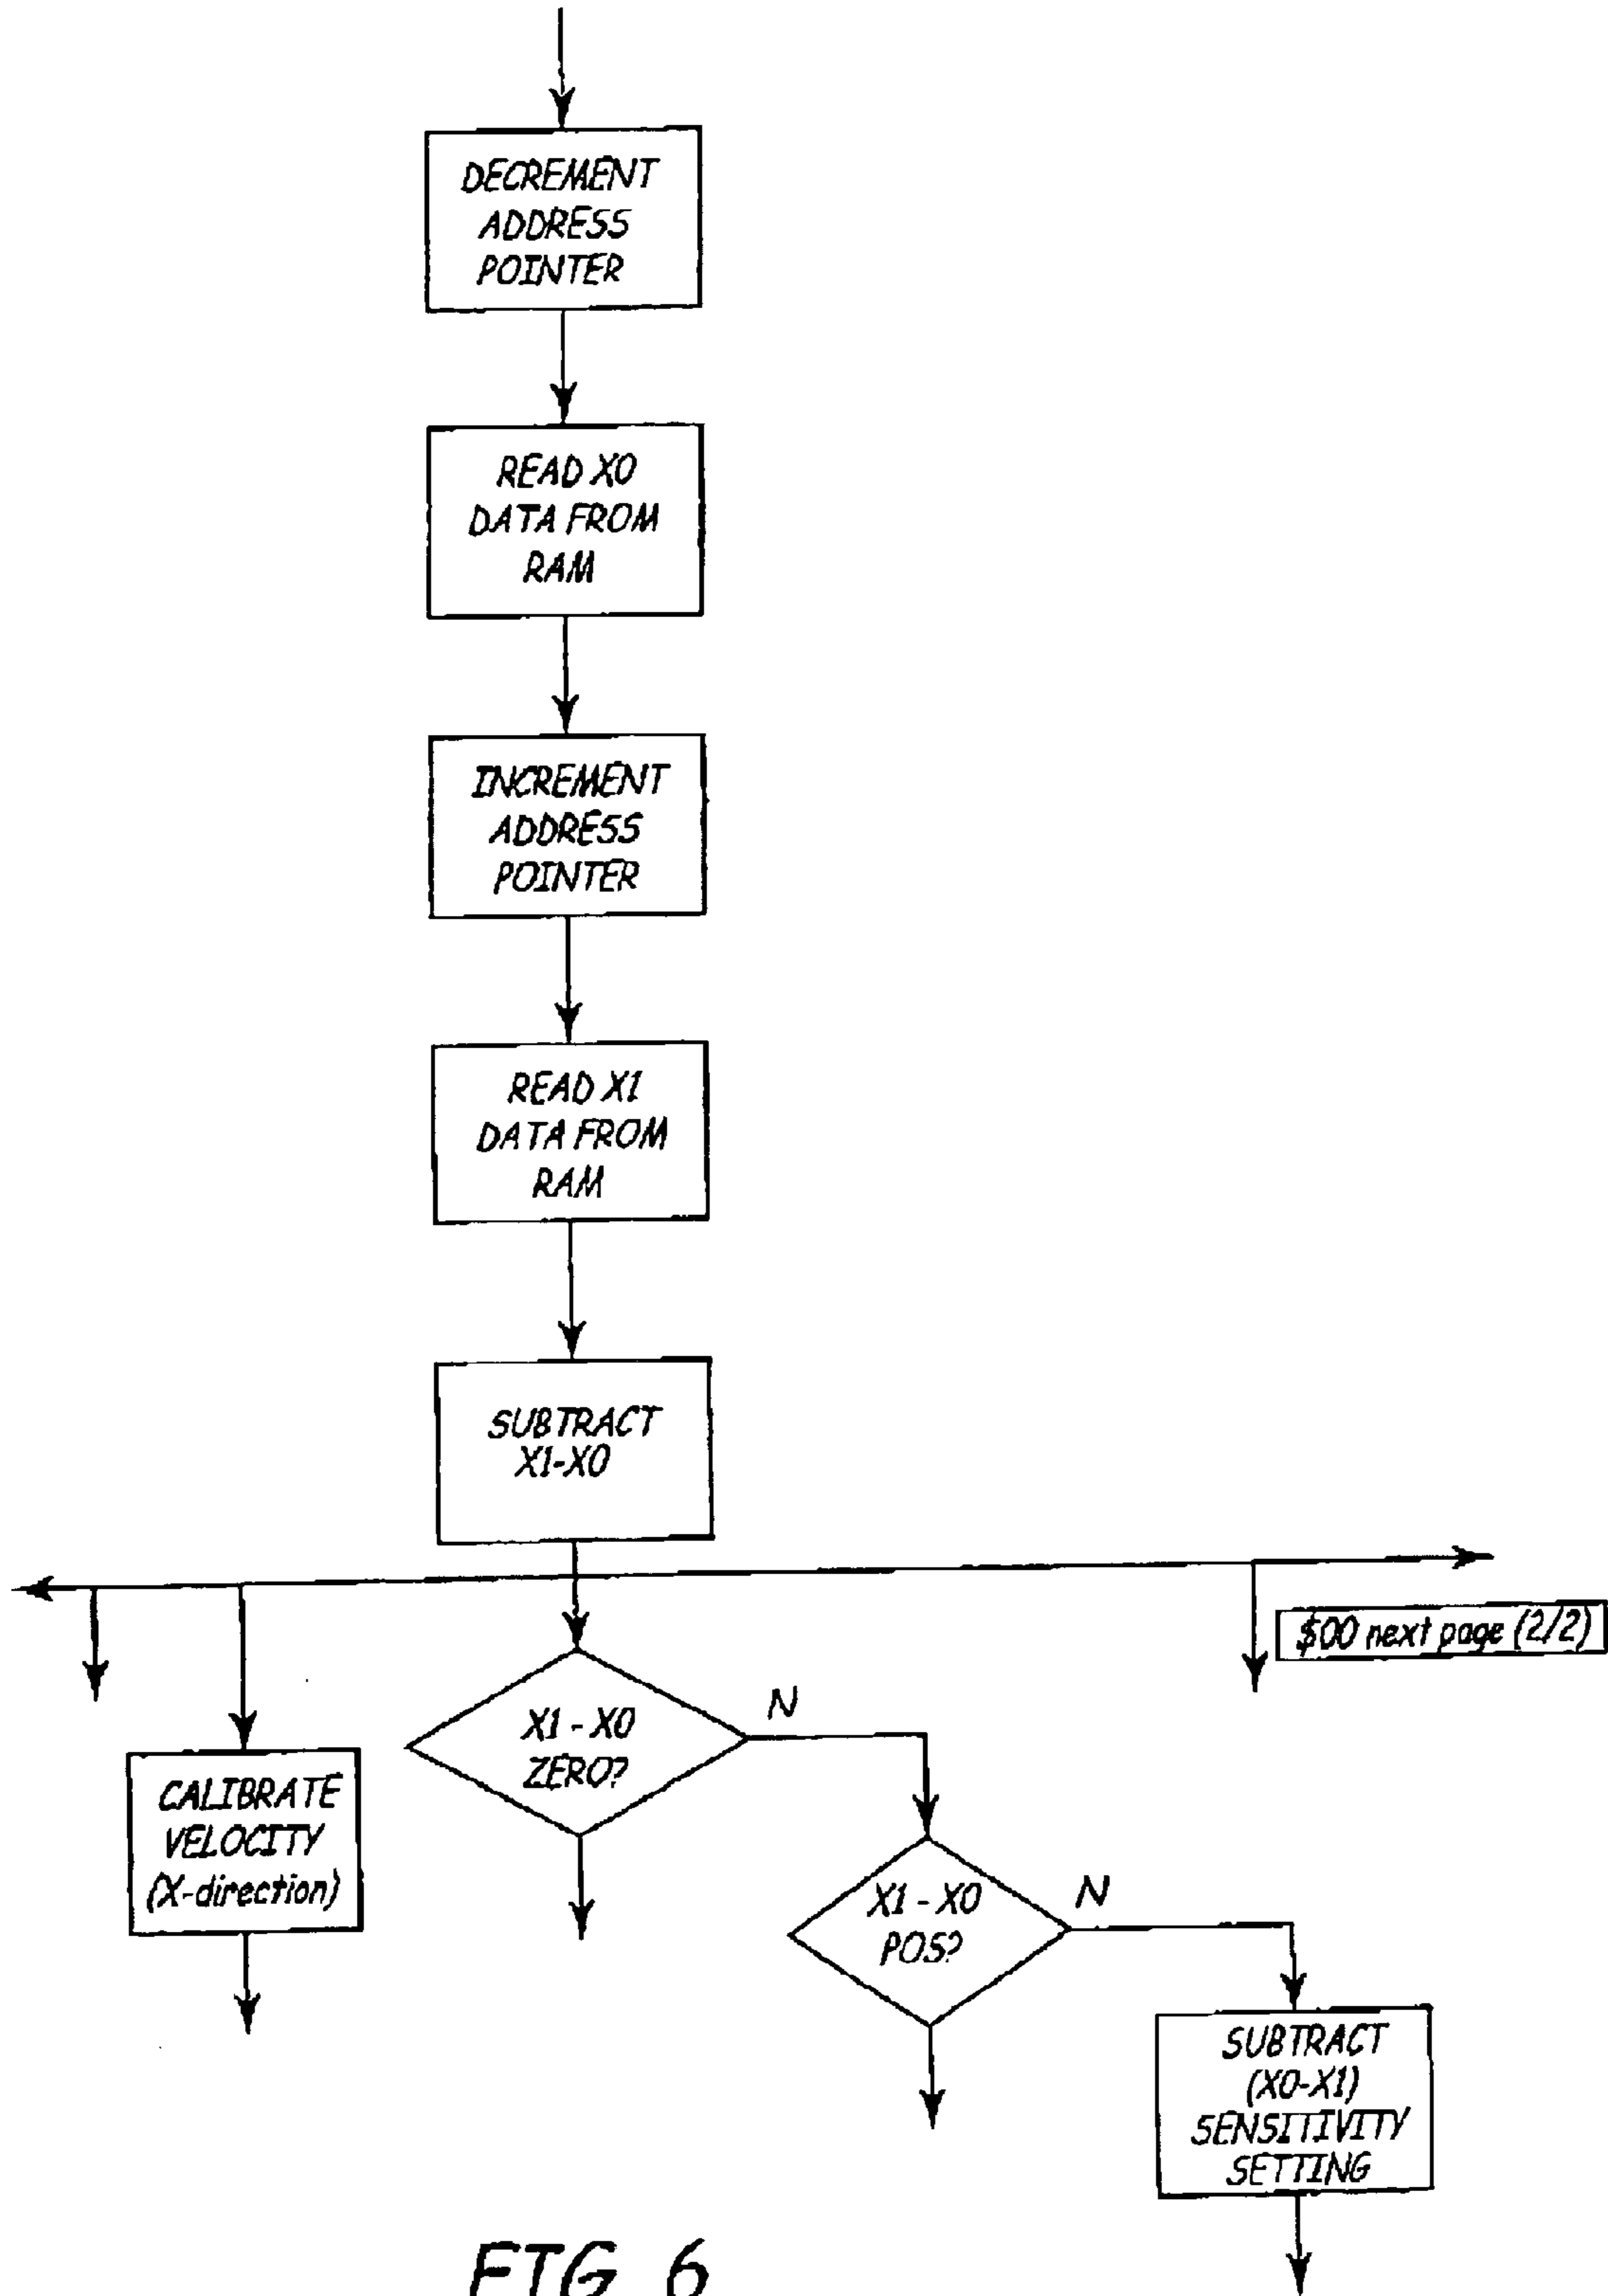 DECREMENT
ADDRESS
POINTER
READ X0
DATA FROM
RAM
INCREMENT
ADDRESS
POINTER
READ X1
DATA FROM
RAM
SUBTRACT
X1-X0
$00 next page (2/2)
N
X1 - X0
ZERO?
CALIBRATE
VELOCITY
(X-direction)
N
X1 - X0
POS?
SUBTRACT
(X0-X1)
SENSITIVITY
SETTING
FIG 6